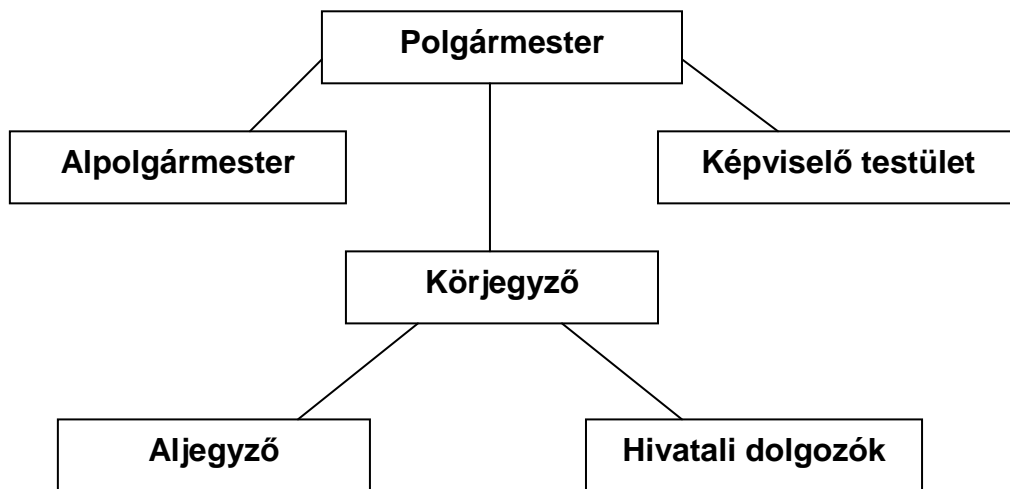 Polgármester
Alpolgármester
Képviselő testület
Körjegyző
Aljegyző
Hivatali dolgozók